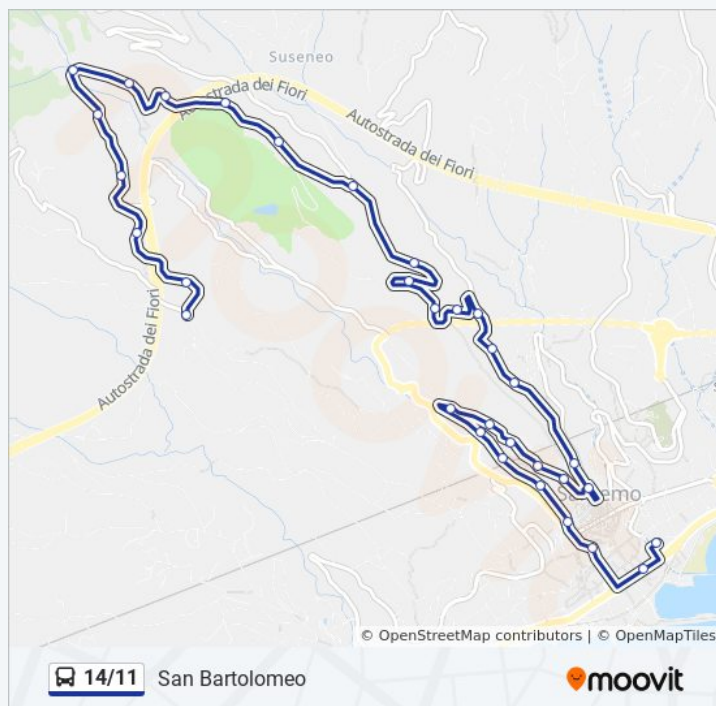 Suseneo
Autostrada dei Fiori
Autostrada dei Fiori
Autostrada dei Fiori
© OpenStreetMap contributors | © OpenMapTiles
14/11 San Bartolomeo
moovit